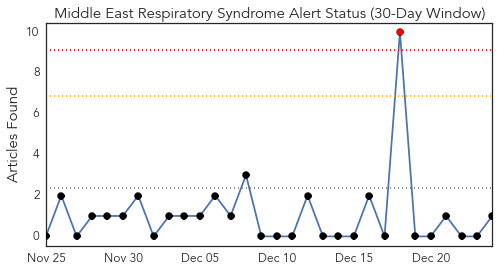 Middle East Respiratory Syndrome Alert Status (30-Day Window)
Articles Found
10
8
6
4
2
0
Nov 25 Nov 30 Dec 05 Dec 10 Dec 15 Dec 20